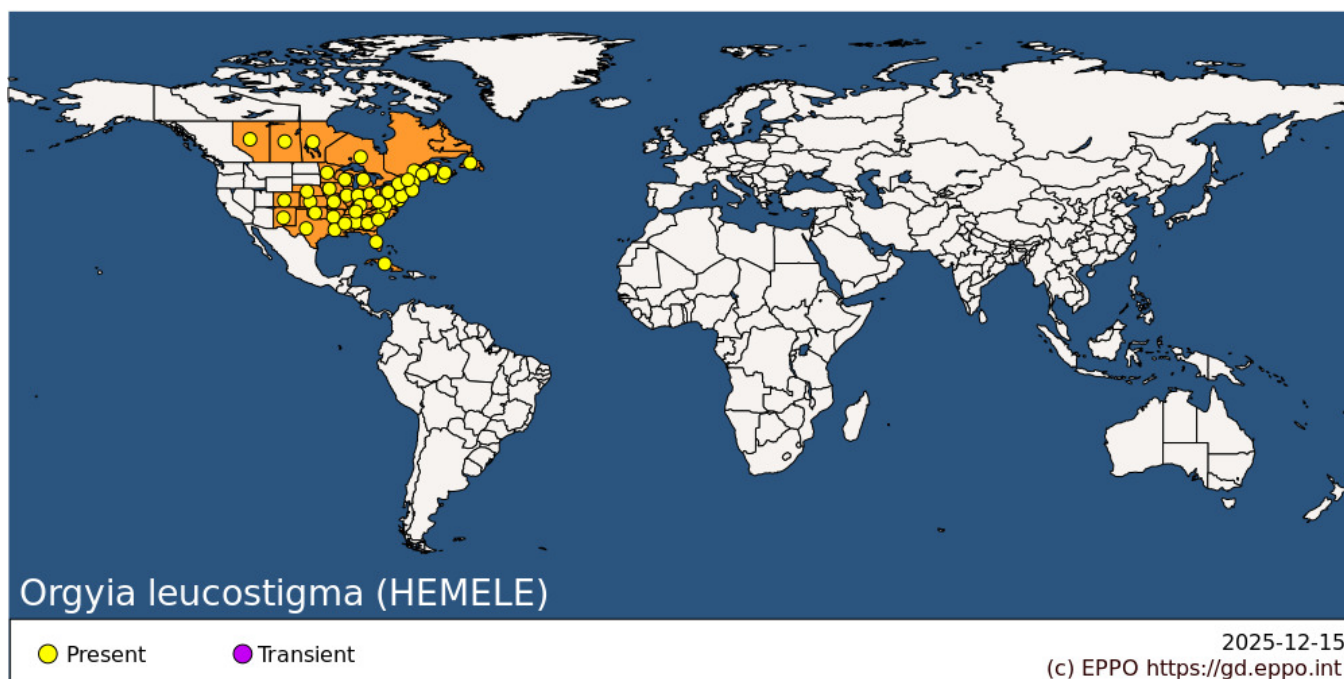 Orgyia leucostigma (HEMELE)
Present
Transient
2025-12-15
(c) EPPO https://gd.eppo.int